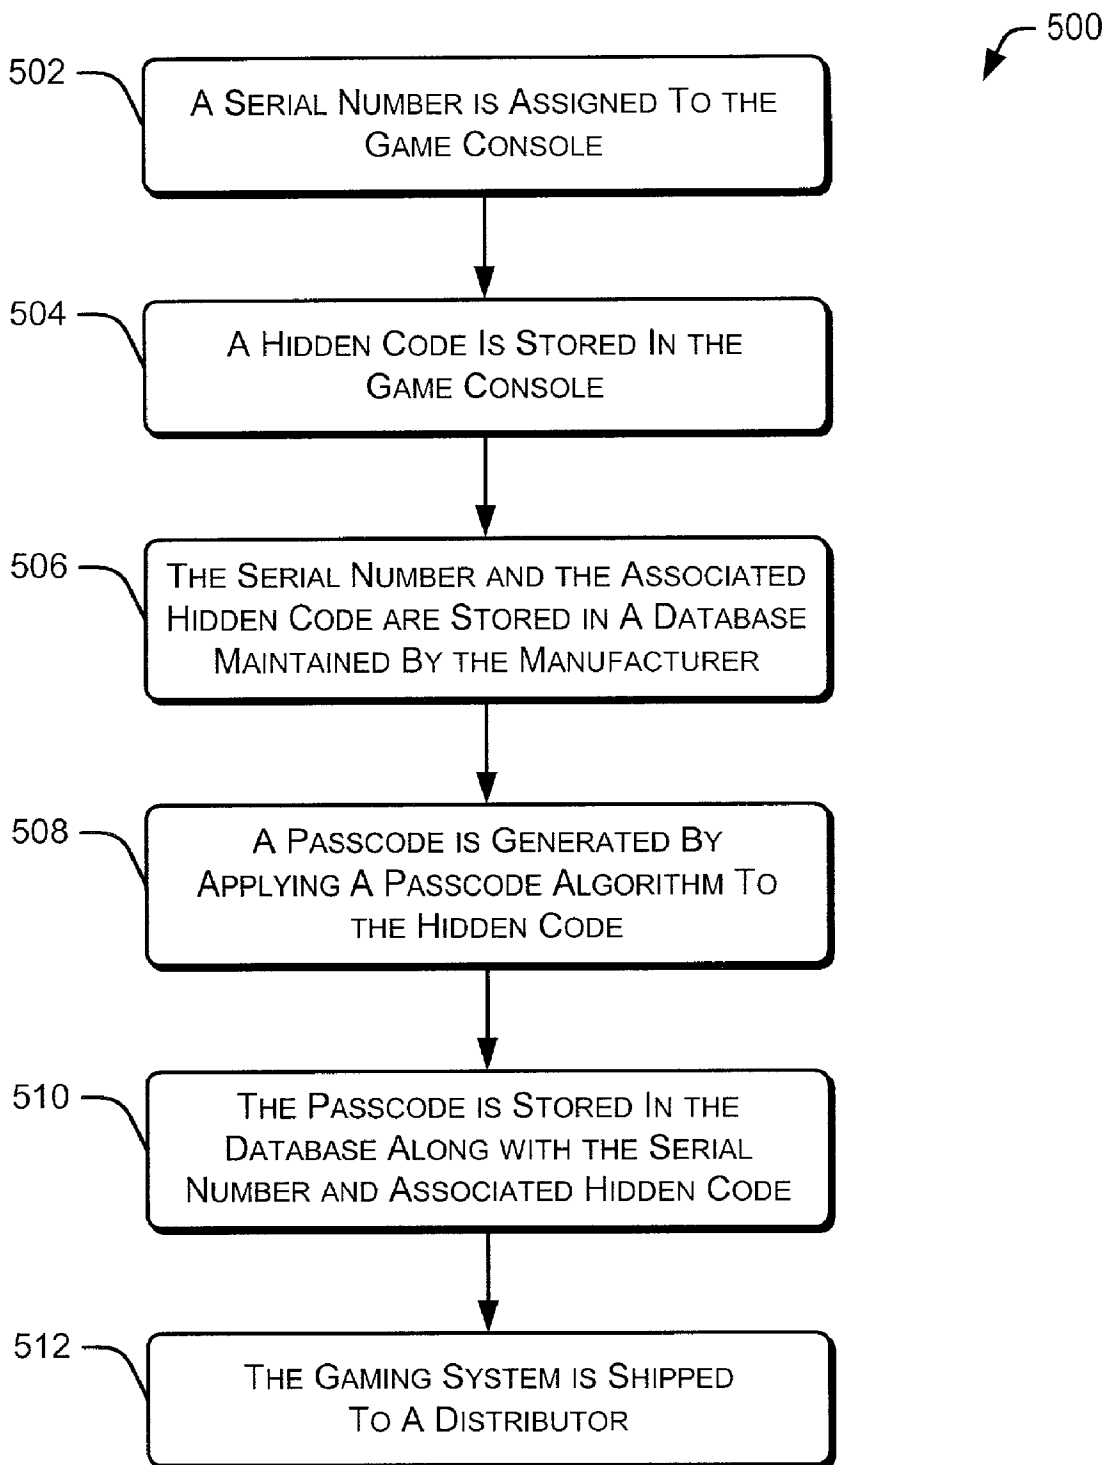 500
502
A SERIAL NUMBER IS ASSIGNED TO THE
GAME CONSOLE
504
A HIDDEN CODE IS STORED IN THE
GAME CONSOLE
506
THE SERIAL NUMBER AND THE ASSOCIATED
HIDDEN CODE ARE STORED IN A DATABASE
MAINTAINED BY THE MANUFACTURER
508
A PASSCODE IS GENERATED BY
APPLYING A PASSCODE ALGORITHM TO
THE HIDDEN CODE
510
THE PASSCODE IS STORED IN THE
DATABASE ALONG WITH THE SERIAL
NUMBER AND ASSOCIATED HIDDEN CODE
512
THE GAMING SYSTEM IS SHIPPED
TO A DISTRIBUTOR